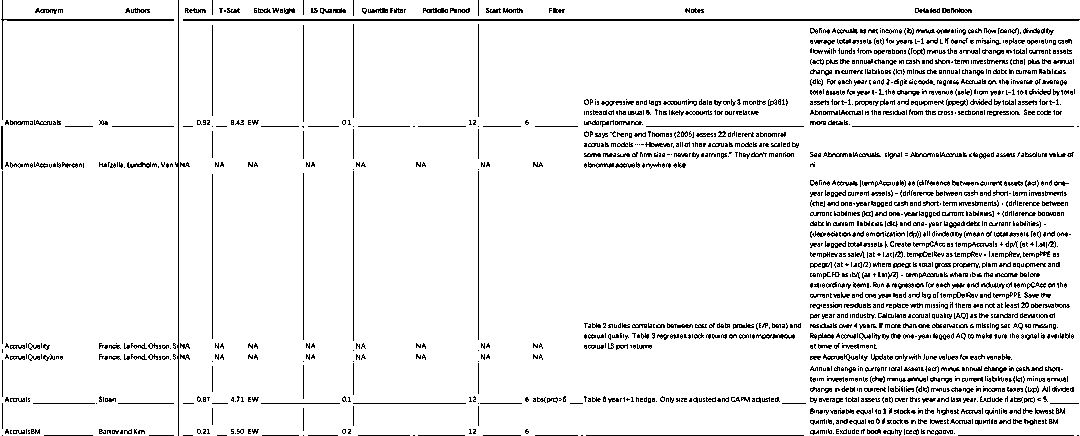 Acronym Authors Return T-Stat Stock Weight LS Quantile Quantile Filter Portfolio Period Start Month Filter Notes Detailed Definition
Define Accruals as net income (ib) minus operating cash flow (oancf), divided by
average total assets (at) for years t-1 and t. If oancf is missing, replace operating cash
flow with funds from operations (fopt) minus the annual change in total current assets
(act) plus the annual change in cash and short-term investments (che) plus the annual
change in current liabilities (lct) minus the annual change in debt in current liabilities
(dlc). For each year t and 2-digit sic code, regress Accruals on, the inverse of average
total assets for year t-1, the change in revenue (sale) from year t-1 to t divided by total
assets for t-1, propery plant and equipment (ppegt) divided by total assets for t-1.
AbnormalAccrual is the residual from this cross-sectional regression. See code for
more details.
OP is aggressive and lags accounting data by only 3 months (p361)
instead of the usual 6. This likely accounts for our relative
underperformance.
AbnormalAccruals Xie 0.92 8.43 EW 0.1 12 6
OP says "Cheng and Thomas (2006) assess 22 different abnormal
accruals models ---- However, all of their accruals models are scaled by
some measure of firm size -- never by earnings." They don't mention
abnormal accruals anywhere else
See AbnormalAccruals. signal = AbnormalAccruals x lagged assets / absolute value of
ni
AbnormalAccrualsPercent Hafzalla, Lundholm, Van W NA NA NA NA NA NA NA NA
Define Accruals (tempAccruals) as (difference between current assets (act) and one-
year lagged current assets) - (difference between cash and short-term investments
(che) and one-year lagged cash and short-term investments) - (difference between
current liabilities (lct) and one-year lagged current liabilities) + (difference between
debt in current liabilities (dlc) and one-year lagged debt in current liabilities) -
(depreciation and amortization (dp)) all divided by (mean of total assets (at) and one-
year lagged total assets ). Create tempCAcc as tempAccruals + dp/( (at + l.at)/2),
tempRev as sale/( (at + l.at)/2), tempDelRev as tempRev - l.tempRev, tempPPE as
ppegt/( (at + l.at)/2) where ppegt is total gross property, plam and equipment and
tempCFO as ib/( (at + l.at)/2) - tempAccruals where ib is the income before
extraordinary items. Run a regression for each year and industry of tempCAcc on the
current value and one year lead and lag of tempDelRev and tempPPE. Save the
regression residuals and replace with missing if there are not at least 20 obersvations
per year and industry. Calculate accrual quality (AQ) as the standard deviation of
residuals over 4 years. If more than one observation is missing set AQ to missing.
Replace AccrualQuality by the one-year lagged AQ to make sure the signal is available
at time of investment.
Table 2 studies correlation between cost of debt proxies (E/P, beta) and
accrual quality. Table 3 regresses stock returns on contemporaneous
accrual LS port returns.
AccrualQuality Francis, LaFond, Olsson, S NA NA NA NA NA NA NA NA
AccrualQualityJune Francis, LaFond, Olsson, S NA NA NA NA NA NA NA NA see AccrualQuality. Update only with June values for each variable.
Annual change in current total assets (act) minus annual change in cash and short-
term investements (che) minus annual change in current liabilities (lct) minus annual
change in debt in current liabilities (dlc) minus change in income taxes (txp). All divided
by average total assets (at) over this year and last year. Exclude if abs(prc) < 5.
Accruals Sloan 0.87 4.71 EW 0.1 12 6 abs(prc)>5 Table 6 year t+1 hedge. Only size adjusted and CAPM adjusted.
Binary variable equal to 1 if stock is in the highest Accrual quintile and the lowest BM
quintile, and equal to 0 if stock is in the lowest Accrual quintile and the highest BM
quintile. Exclude if book equity (ceq) is negative.
AccrualsBM Bartov and Kim 0.21 5.50 EW 0.2 12 6